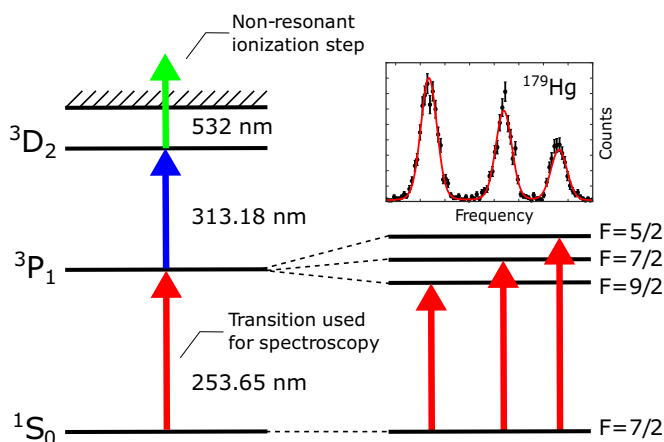 Non-resonant
ionization step
532 nm
³D₂
313.18 nm
³P₁
Transition used
for spectroscopy
253.65 nm
¹S₀
¹⁷⁹Hg
Counts
Frequency
F=5/2
F=7/2
F=9/2
F=7/2